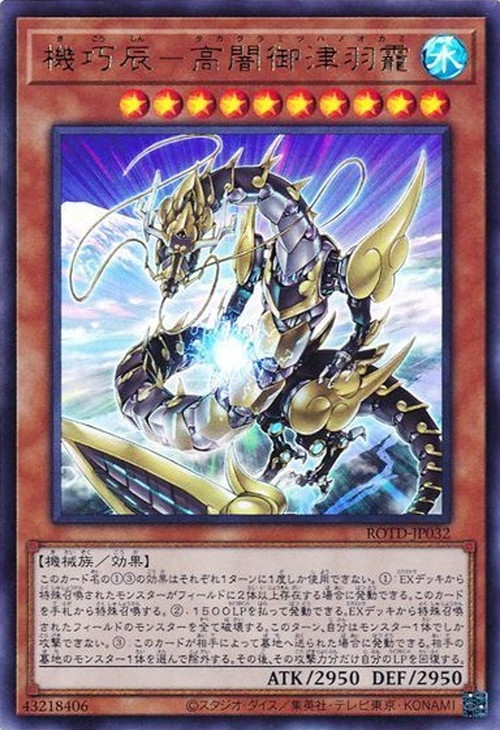 機巧辰－高闇御津羽靇
水
ROTD-JP032
【機械族／効果】
このカード名の①③の効果はそれぞれ1ターンに1度しか使用できない。①：EXデッキから
特殊召喚されたモンスターがフィールドに2体以上存在する場合に発動できる。このカード
を手札から特殊召喚する。②：1500LPを払って発動できる。EXデッキから特殊召喚
されたフィールドのモンスターを全て破壊する。このターン、自分はモンスター1体でしか
攻撃できない。③：このカードが相手によって墓地へ送られた場合に発動できる。相手の
墓地のモンスター1体を選んで除外する。その後、その攻撃力分だけ自分のLPを回復する。
ATK/2950 DEF/2950
43218406
©スタジオ・ダイス／集英社・テレビ東京・KONAMI